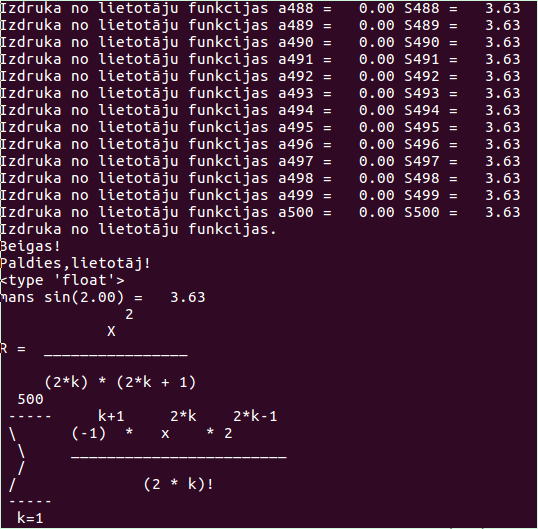 Izdruka no lietotāju funkcijas a488 =   0.00 S488 =   3.63
Izdruka no lietotāju funkcijas a489 =   0.00 S489 =   3.63
Izdruka no lietotāju funkcijas a490 =   0.00 S490 =   3.63
Izdruka no lietotāju funkcijas a491 =   0.00 S491 =   3.63
Izdruka no lietotāju funkcijas a492 =   0.00 S492 =   3.63
Izdruka no lietotāju funkcijas a493 =   0.00 S493 =   3.63
Izdruka no lietotāju funkcijas a494 =   0.00 S494 =   3.63
Izdruka no lietotāju funkcijas a495 =   0.00 S495 =   3.63
Izdruka no lietotāju funkcijas a496 =   0.00 S496 =   3.63
Izdruka no lietotāju funkcijas a497 =   0.00 S497 =   3.63
Izdruka no lietotāju funkcijas a498 =   0.00 S498 =   3.63
Izdruka no lietotāju funkcijas a499 =   0.00 S499 =   3.63
Izdruka no lietotāju funkcijas a500 =   0.00 S500 =   3.63
Izdruka no lietotāju funkcijas.
Beigas!
Paldies,lietotāj!
<type 'float'>
mans sin(2.00) =   3.63
              2
            X
R =  ________________
     (2*k) * (2*k + 1)
  500
 -----     k+1     2*k    2*k-1
 \      (-1)  *   x    * 2
  \     ________________________
  /
 /              (2 * k)!
 -----
  k=1